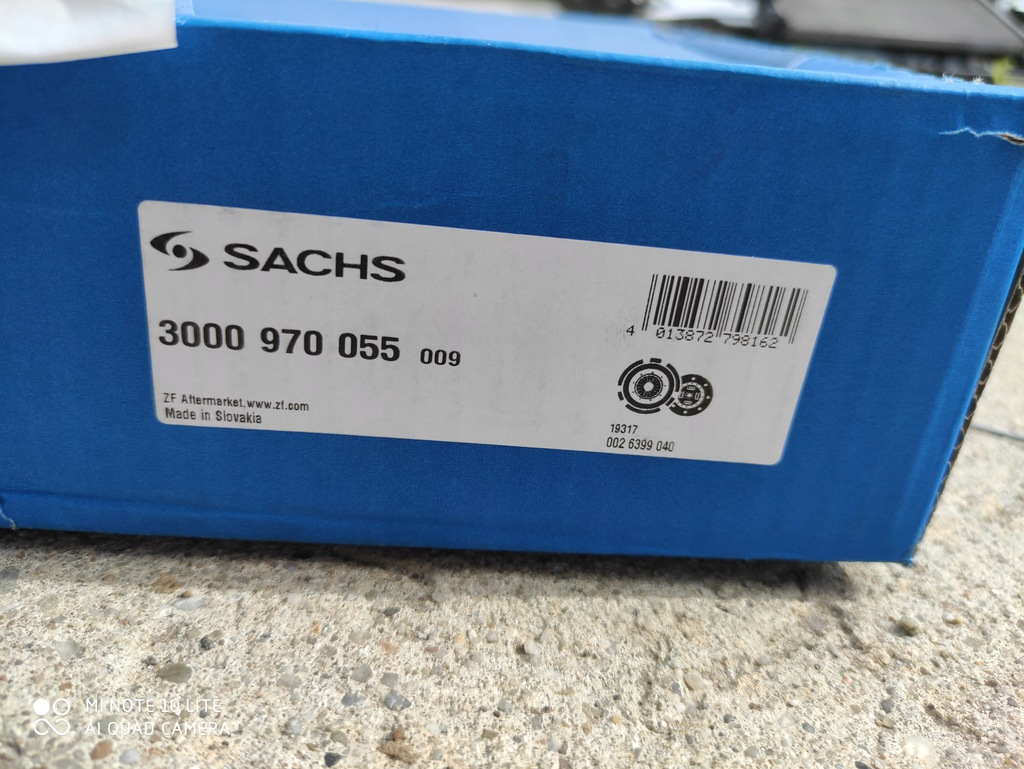 SACHS
4 013872 798162
3000 970 055 009
ZF Aftermarket.www.zf.com
Made in Slovakia
19317
002 6399 040
MI NOTE 10 LITE
AI QUAD CAMERA